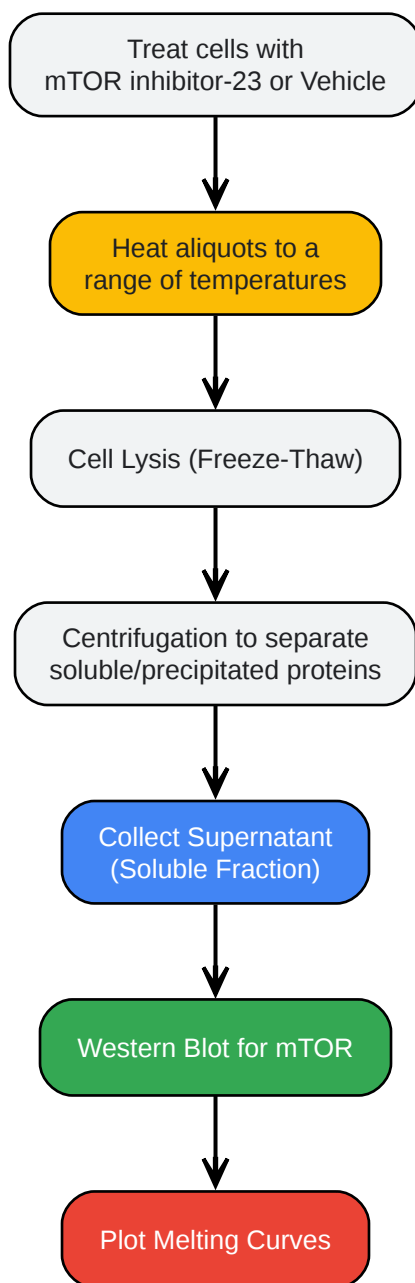 Treat cells with
mTOR inhibitor-23 or Vehicle
Heat aliquots to a
range of temperatures
Cell Lysis (Freeze-Thaw)
Centrifugation to separate
soluble/precipitated proteins
Collect Supernatant
(Soluble Fraction)
Western Blot for mTOR
Plot Melting Curves